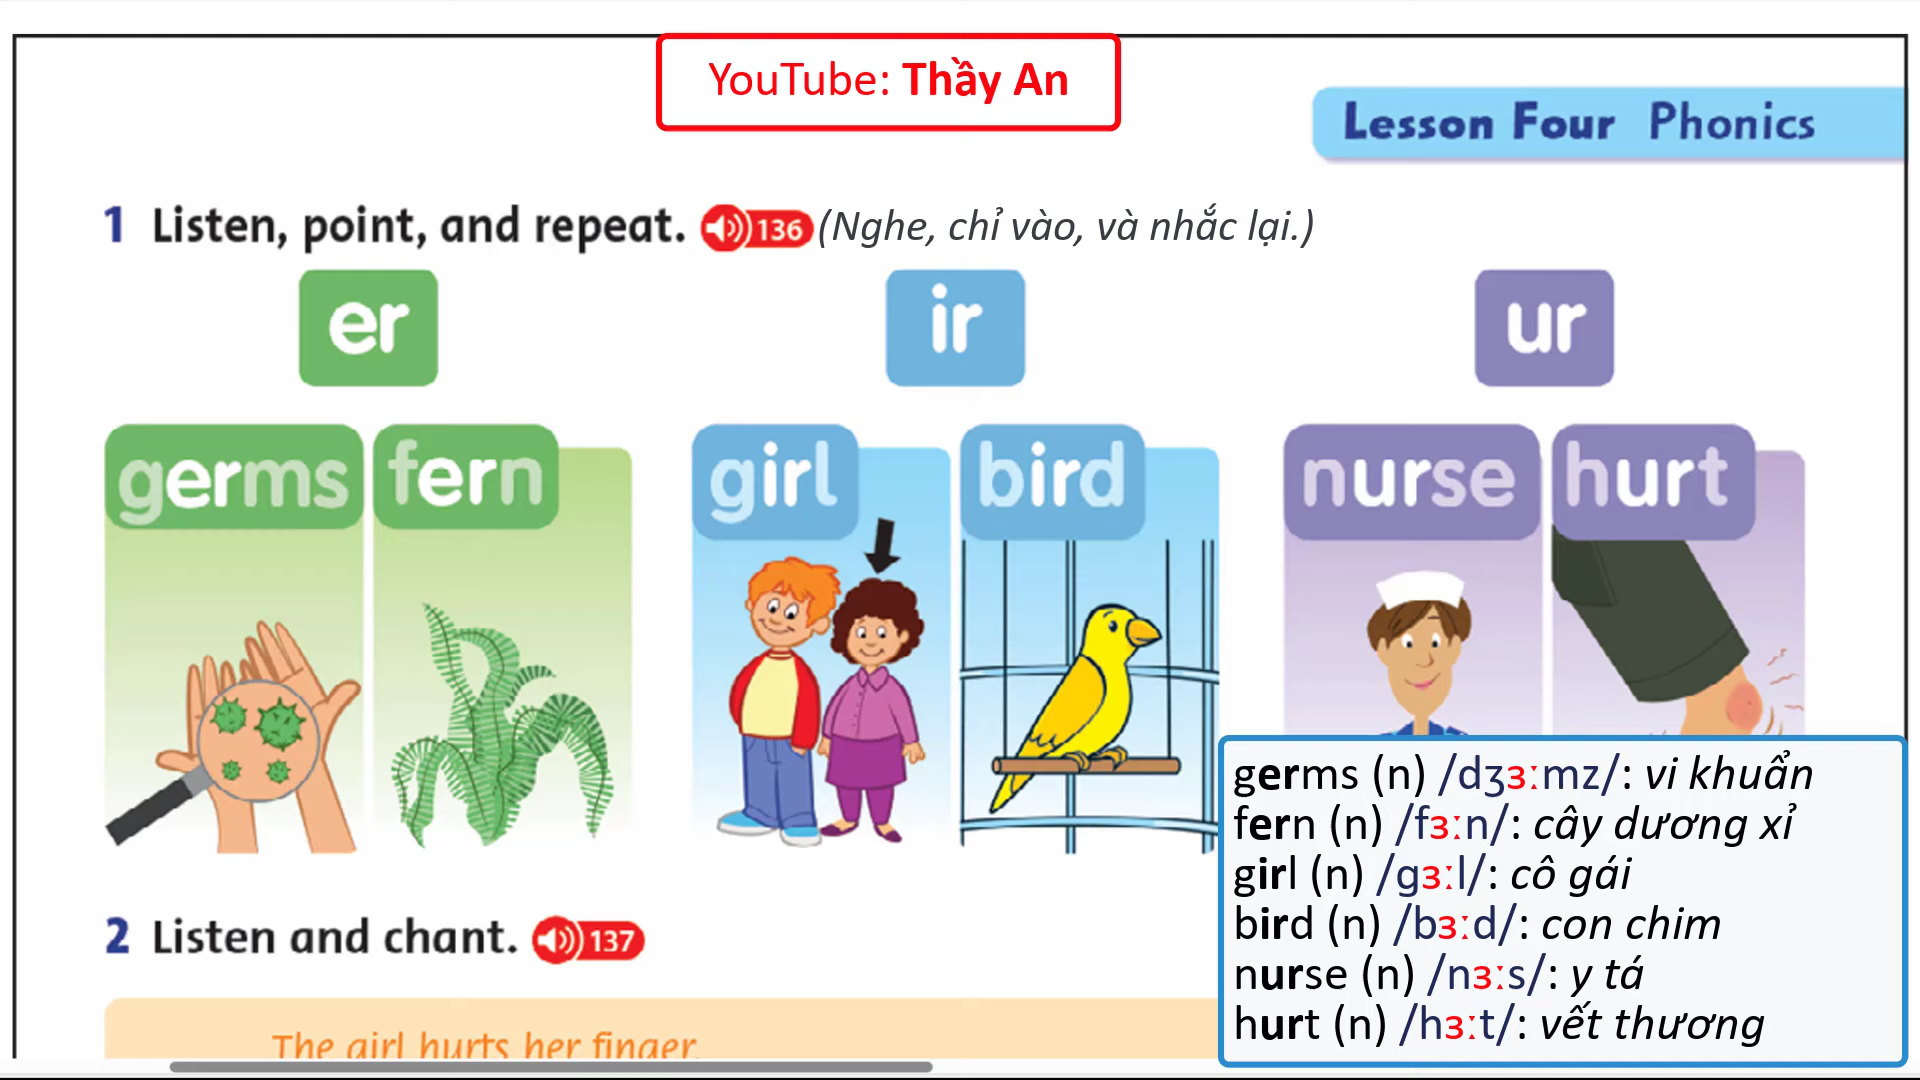 YouTube: Thầy An
Lesson Four Phonics
1 Listen, point, and repeat. 136 (Nghe, chỉ vào, và nhắc lại.)
er
ir
ur
germs
fern
girl
bird
nurse
hurt
germs (n) /dʒɜːmz/: vi khuẩn
fern (n) /fɜːn/: cây dương xỉ
girl (n) /gɜːl/: cô gái
bird (n) /bɜːd/: con chim
nurse (n) /nɜːs/: y tá
hurt (n) /hɜːt/: vết thương
2 Listen and chant. 137
The girl hurts her finger.